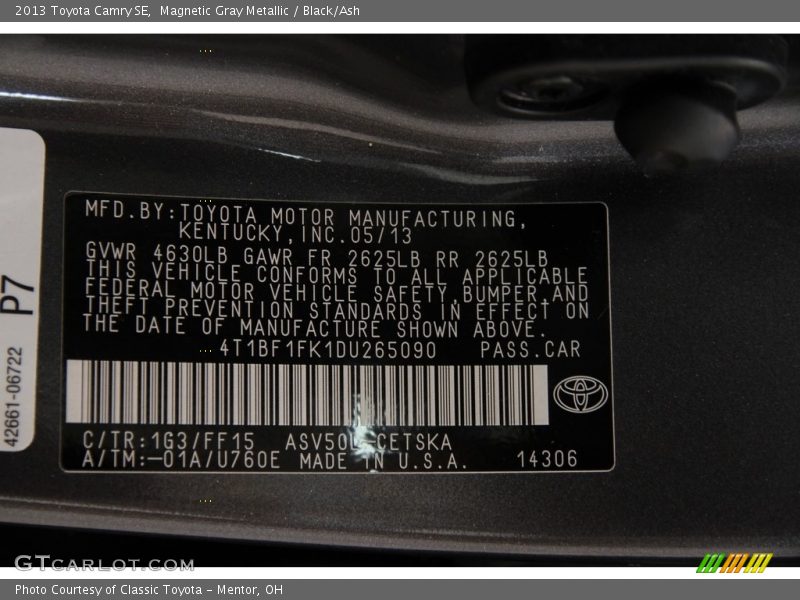 2013 Toyota Camry SE, Magnetic Gray Metallic / Black/Ash
P7
42661-06722
MFD.BY:TOYOTA MOTOR MANUFACTURING,
KENTUCKY,INC.05/13
GVWR 4630LB GAWR FR 2625LB RR 2625LB
THIS VEHICLE CONFORMS TO ALL APPLICABLE
FEDERAL MOTOR VEHICLE SAFETY,BUMPER,AND
THEFT PREVENTION STANDARDS IN EFFECT ON
THE DATE OF MANUFACTURE SHOWN ABOVE.
4T1BF1FK1DU265090 PASS.CAR
C/TR:1G3/FF15 ASV50L-CETSKA
A/TM:-01A/U760E MADE IN U.S.A. 14306
GTCARLOT.COM
Photo Courtesy of Classic Toyota - Mentor, OH